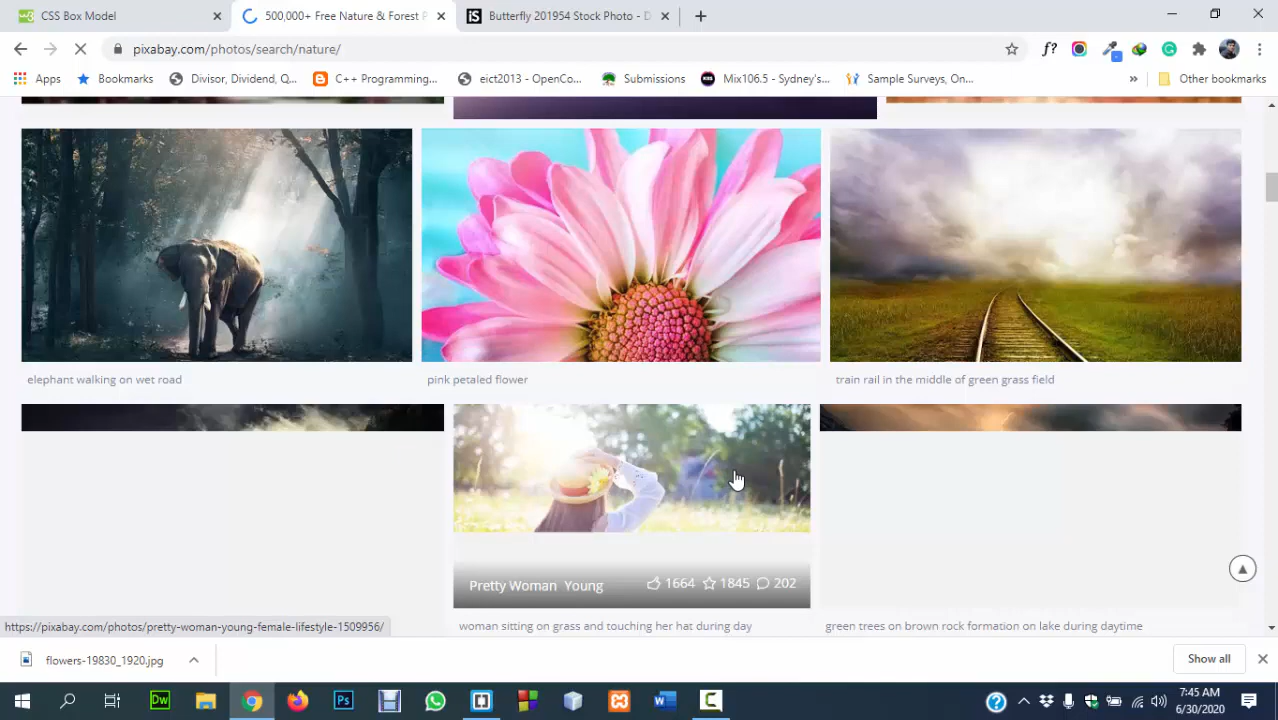 CSS Box Model
500,000+ Free Nature & Forest P
Butterfly 201954 Stock Photo - D
pixabay.com/photos/search/nature/
f?
Apps
Bookmarks
Divisor, Dividend, Q...
C++ Programming...
eict2013 - OpenCo...
Submissions
Mix106.5 - Sydney's...
Sample Surveys, On...
»
Other bookmarks
elephant walking on wet road
pink petaled flower
train rail in the middle of green grass field
Pretty Woman Young
1664
1845
202
https://pixabay.com/photos/pretty-woman-young-female-lifestyle-1509956/
woman sitting on grass and touching her hat during day
green trees on brown rock formation on lake during daytime
flowers-19830_1920.jpg
Show all
Dw
Ps
7:45 AM
6/30/2020